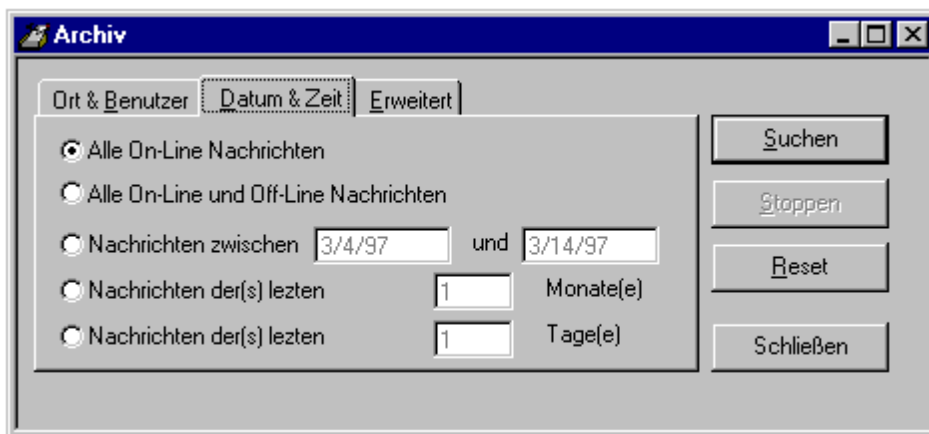 Archiv
Ort & Benutzer Datum & Zeit Erweitert
Alle On-Line Nachrichten
Alle On-Line und Off-Line Nachrichten
Nachrichten zwischen 3/4/97 und 3/14/97
Nachrichten der(s) lezten 1 Monate(e)
Nachrichten der(s) lezten 1 Tage(e)
Suchen
Stoppen
Reset
Schließen